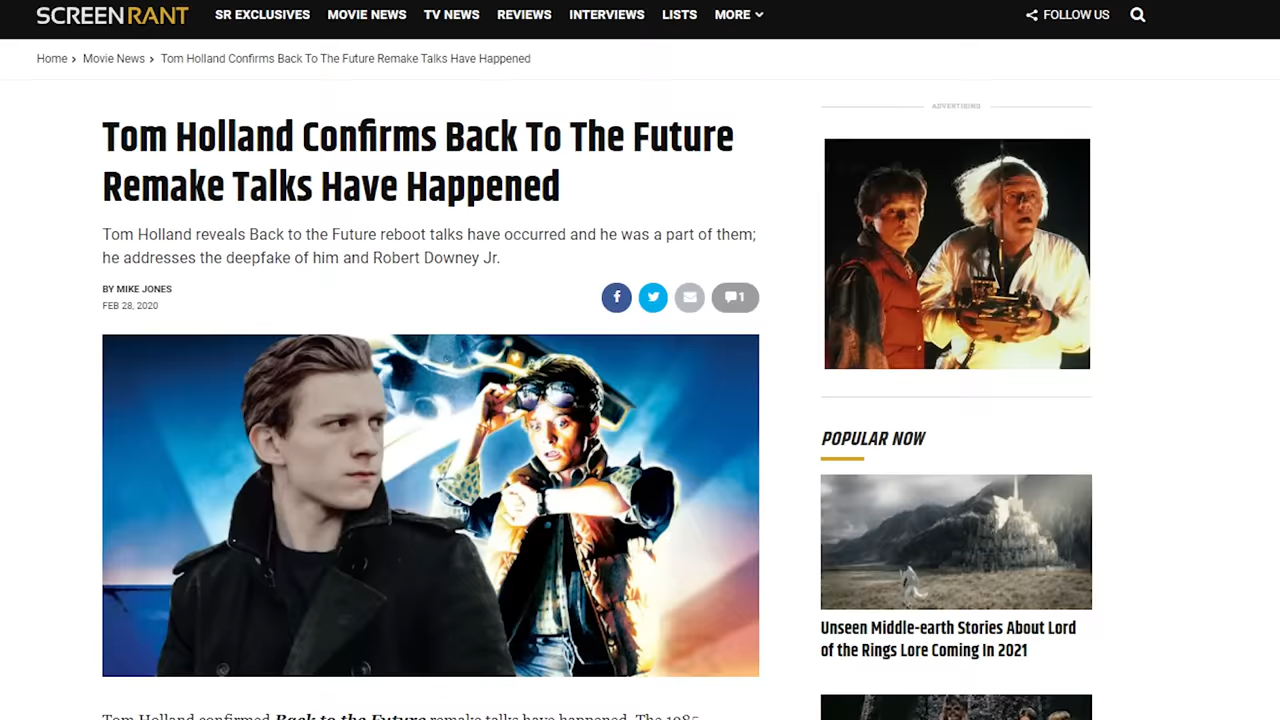 SCREENRANT SR EXCLUSIVES MOVIE NEWS TV NEWS REVIEWS INTERVIEWS LISTS MORE FOLLOW US
Home > Movie News > Tom Holland Confirms Back To The Future Remake Talks Have Happened
Tom Holland Confirms Back To The Future
Remake Talks Have Happened
Tom Holland reveals Back to the Future reboot talks have occurred and he was a part of them;
he addresses the deepfake of him and Robert Downey Jr.
BY MIKE JONES
FEB 28, 2020
1
Tom Holland confirmed Back to the Future remake talks have happened. The 1985
ADVERTISING
POPULAR NOW
Unseen Middle-earth Stories About Lord
of the Rings Lore Coming In 2021